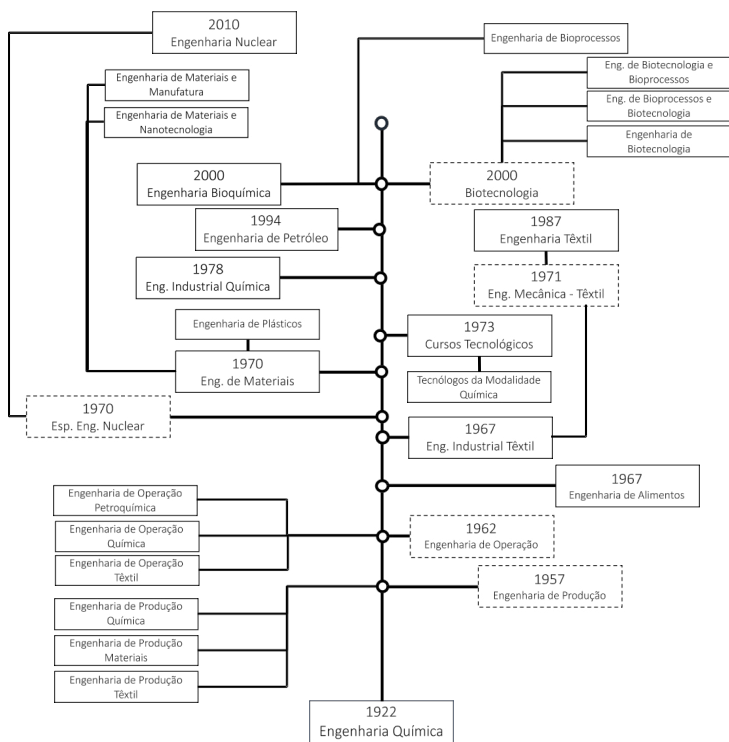 2010
Engenharia Nuclear
Engenharia de Bioprocessos
Engenharia de Materiais e
Manufatura
Engenharia de Materiais e
Nanotecnologia
Eng. de Biotecnologia e
Bioprocessos
Eng. de Bioprocessos e
Biotecnologia
Engenharia de
Biotecnologia
2000
Engenharia Bioquímica
2000
Biotecnologia
1994
Engenharia de Petróleo
1987
Engenharia Têxtil
1978
Eng. Industrial Química
1971
Eng. Mecânica - Têxtil
Engenharia de Plásticos
1973
Cursos Tecnológicos
1970
Eng. de Materiais
Tecnólogos da Modalidade
Química
1970
Esp. Eng. Nuclear
1967
Eng. Industrial Têxtil
1967
Engenharia de Alimentos
Engenharia de Operação
Petroquímica
Engenharia de Operação
Química
Engenharia de Operação
Têxtil
1962
Engenharia de Operação
1957
Engenharia de Produção
Engenharia de Produção
Química
Engenharia de Produção
Materiais
Engenharia de Produção
Têxtil
1922
Engenharia Química